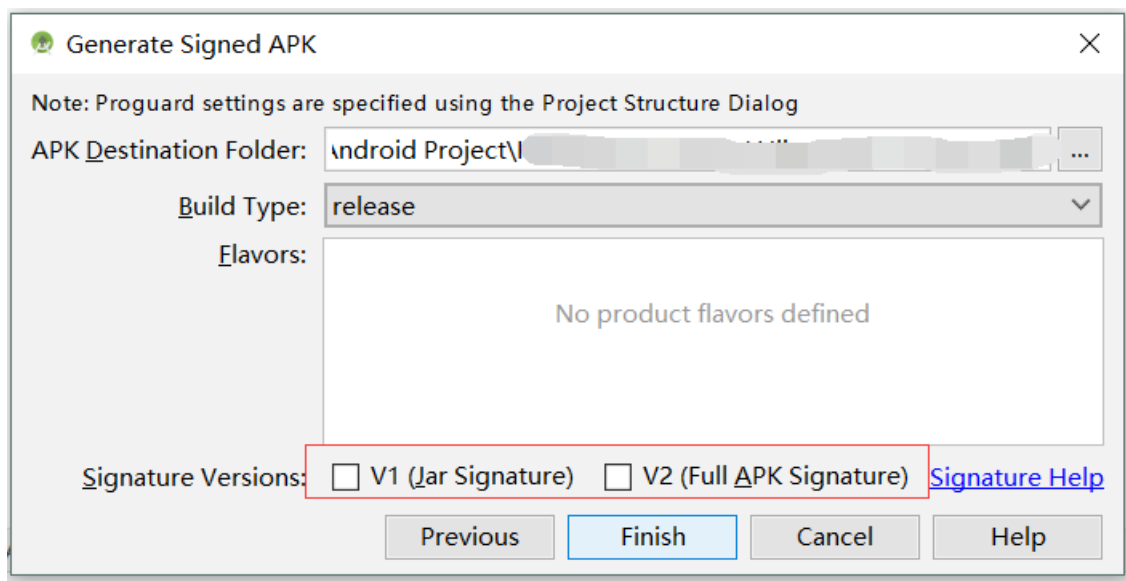 Generate Signed APK
Note: Proguard settings are specified using the Project Structure Dialog
APK Destination Folder: \Android Project\ ...
Build Type: release
Flavors:
No product flavors defined
Signature Versions: V1 (Jar Signature) V2 (Full APK Signature) Signature Help
Previous Finish Cancel Help